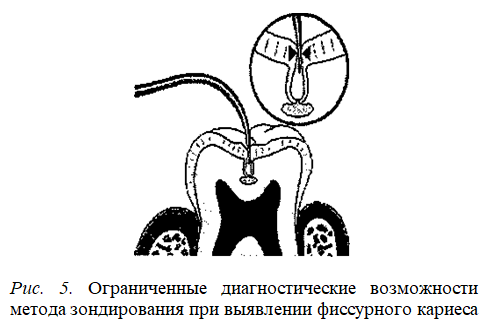 Рис. 5. Ограниченные диагностические возможности
метода зондирования при выявлении фиссурного кариеса